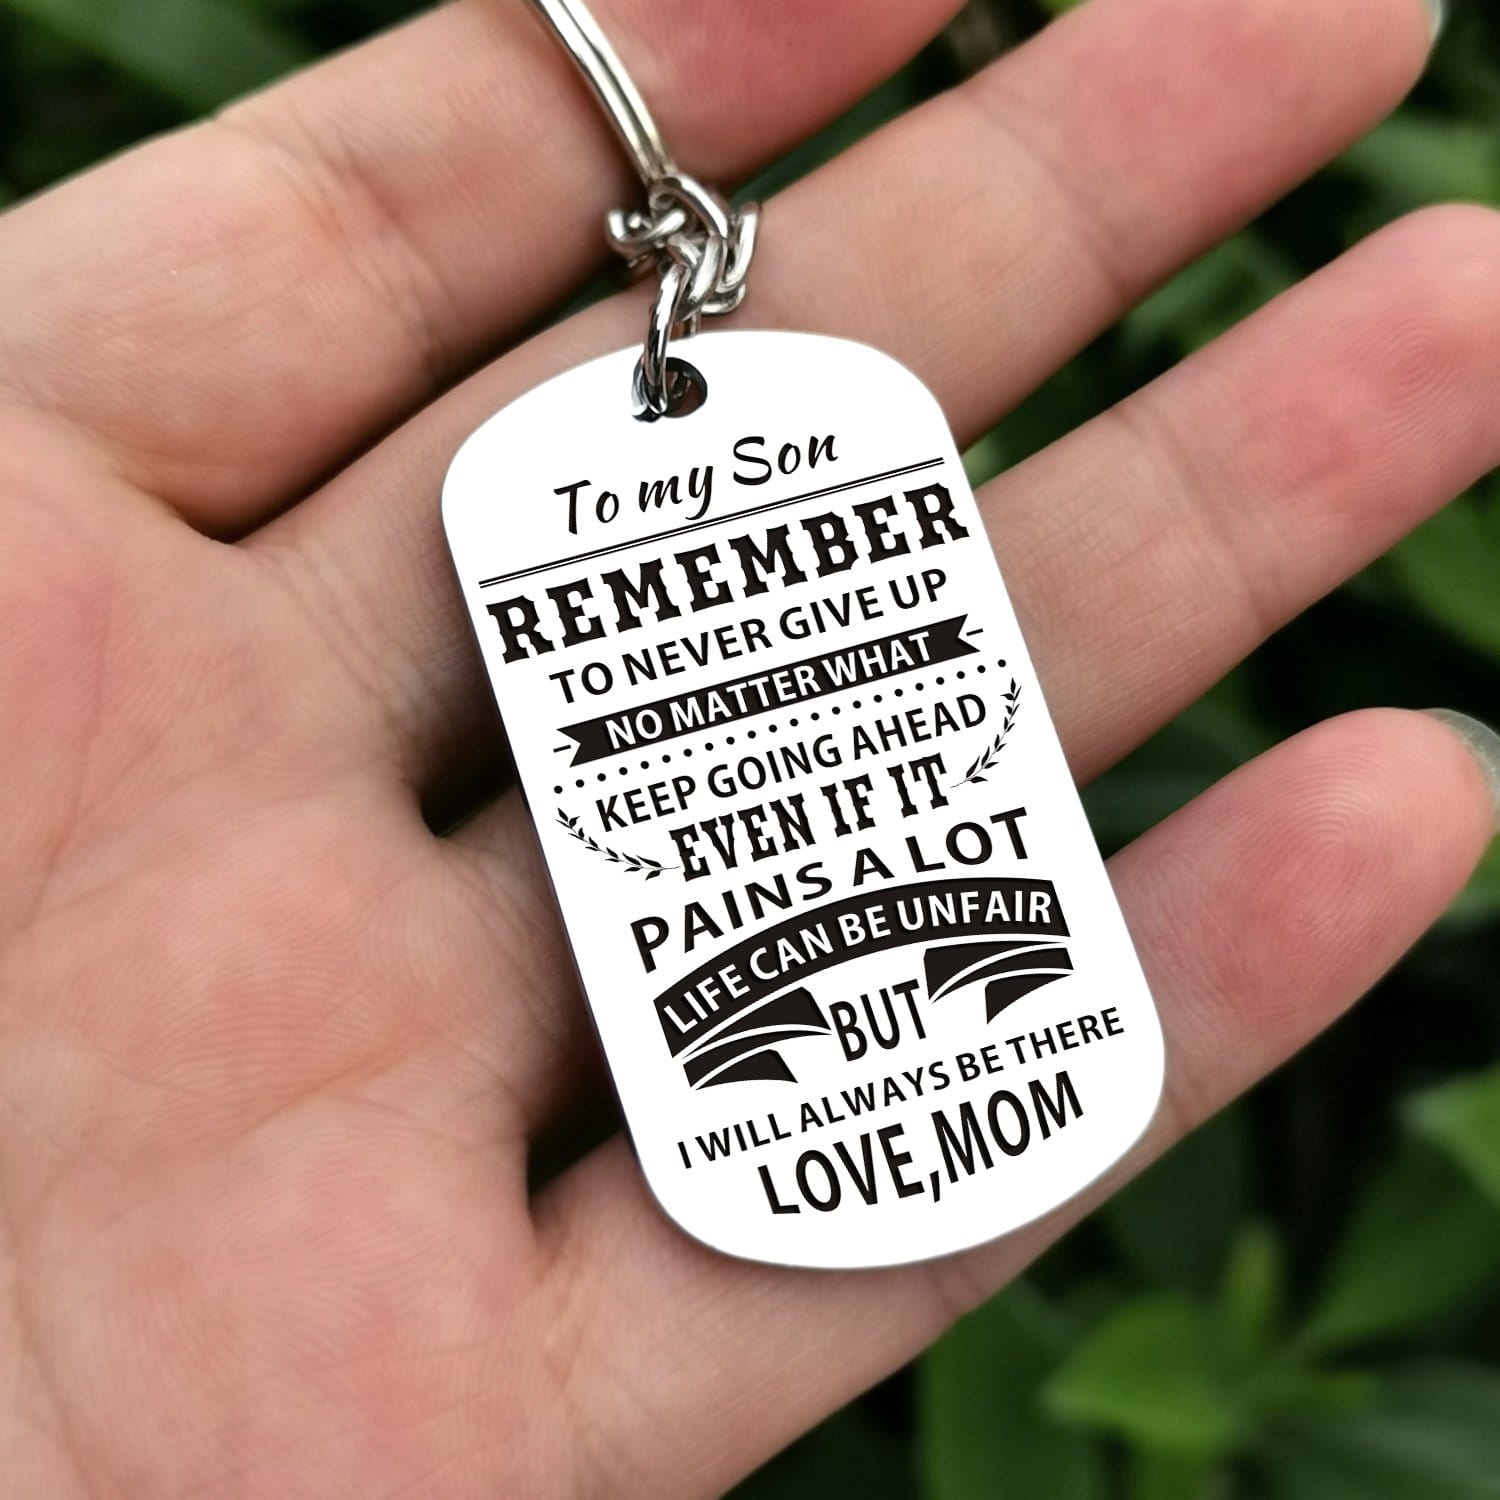 To my Son
REMEMBER
TO NEVER GIVE UP
NO MATTER WHAT
KEEP GOING AHEAD
EVEN IF IT
PAINS A LOT
LIFE CAN BE UNFAIR
BUT
I WILL ALWAYS BE THERE
LOVE,MOM